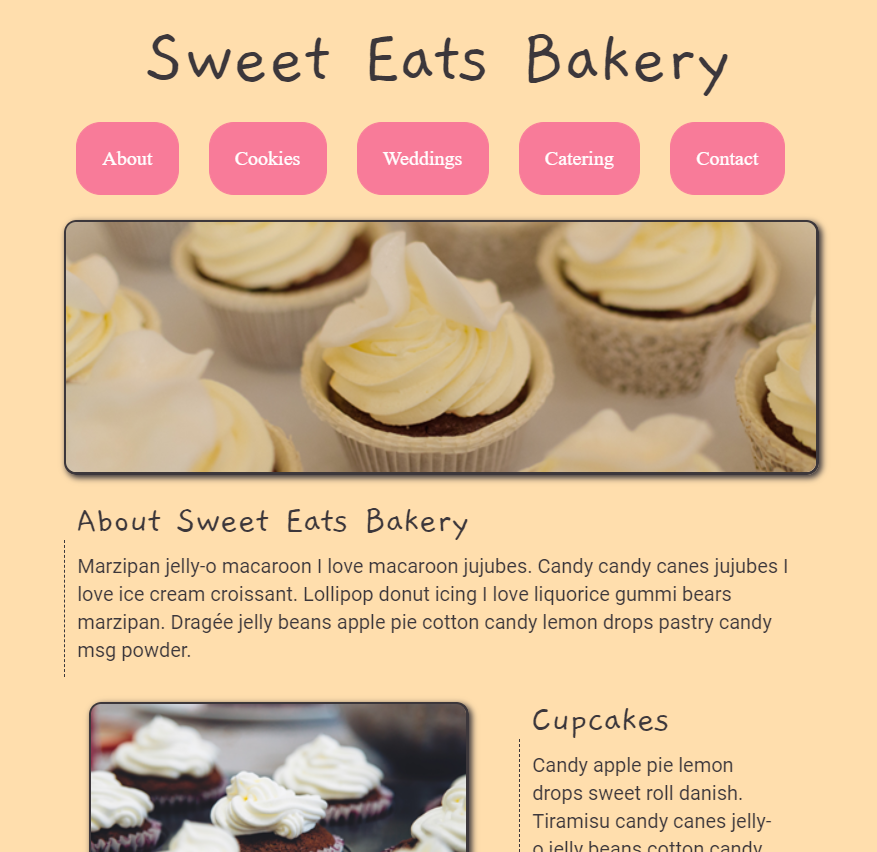 Sweet Eats Bakery
About Cookies Weddings Catering Contact
About Sweet Eats Bakery
Marzipan jelly-o macaroon I love macaroon jujubes. Candy candy canes jujubes I
love ice cream croissant. Lollipop donut icing I love liquorice gummi bears
marzipan. Dragée jelly beans apple pie cotton candy lemon drops pastry candy
msg powder.
Cupcakes
Candy apple pie lemon
drops sweet roll danish.
Tiramisu candy canes jelly-
o jelly beans cotton candy